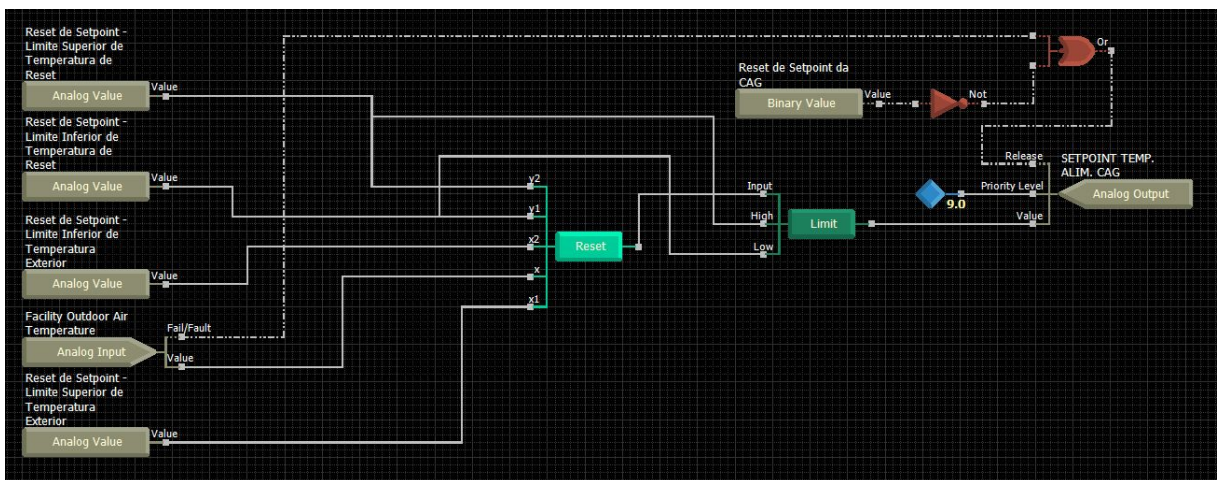 Reset de Setpoint -
Limite Superior de
Temperatura de
Reset
Analog Value
Value
Reset de Setpoint -
Limite Inferior de
Temperatura de
Reset
Analog Value
Value
Reset de Setpoint -
Limite Inferior de
Temperatura
Exterior
Analog Value
Value
Facility Outdoor Air
Temperature
Analog Input
Fail/Fault
Value
Reset de Setpoint -
Limite Superior de
Temperatura
Exterior
Analog Value
Value
y2
y1
x2
x
x1
Reset
Input
High
Low
Limit
Reset de Setpoint da
CAG
Binary Value
Value
Not
Or
Release
Priority Level
9.0
Value
SETPOINT TEMP.
ALIM. CAG
Analog Output